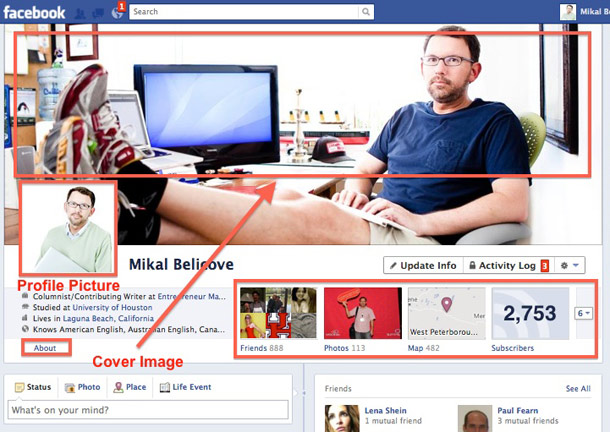 facebook
1
Search
Mikal Belic
Mikal Belicove
Update Info
Activity Log 3
Profile Picture
Columnist/Contributing Writer at Entrepreneur Ma...
Studied at University of Houston
Lives in Laguna Beach, California
Knows American English, Australian English, Cana...
About
Cover Image
West Peterborou...
2,753
6
Friends 888
Photos 113
Map 482
Subscribers
Status
Photo
Place
Life Event
What's on your mind?
Friends
See All
Lena Shein
1 mutual friend
Paul Fearn
3 mutual friends